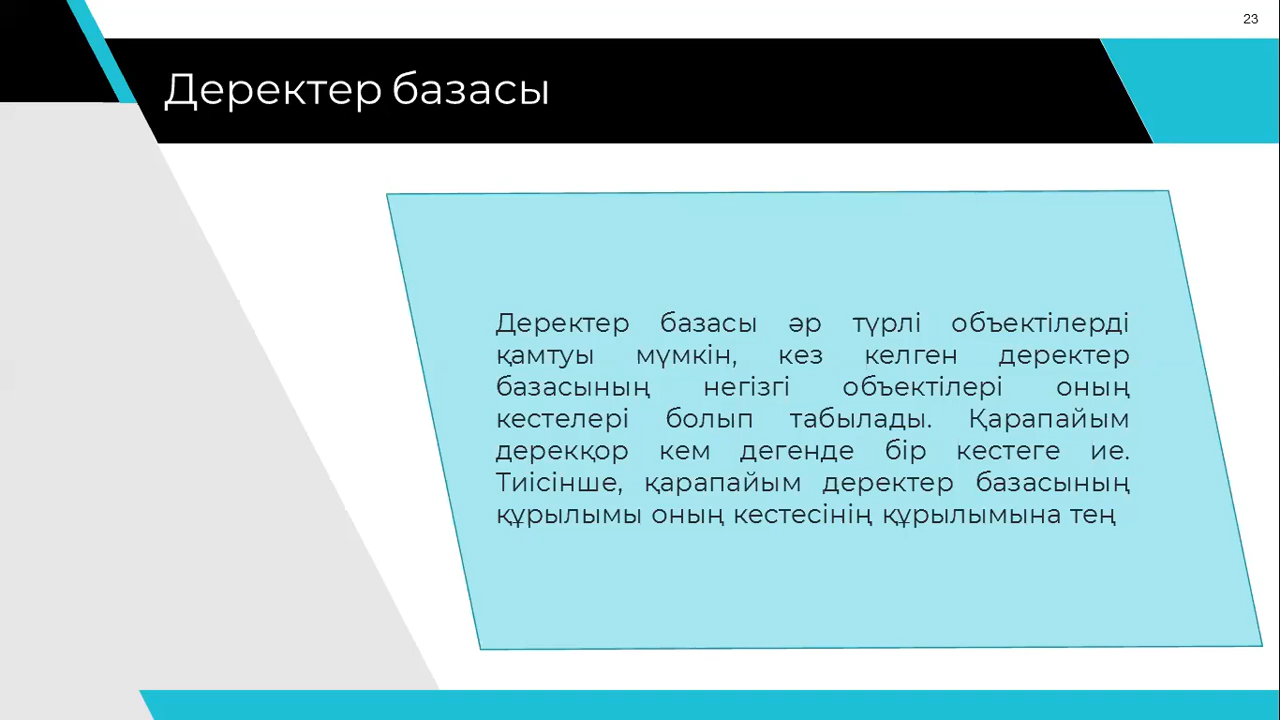 23
Деректер базасы
Деректер базасы әр түрлі объектілерді
қамтуы мүмкін, кез келген деректер
базасының негізгі объектілері оның
кестелері болып табылады. Қарапайым
дерекқор кем дегенде бір кестеге ие.
Тиісінше, қарапайым деректер базасының
құрылымы оның кестесінің құрылымына тең